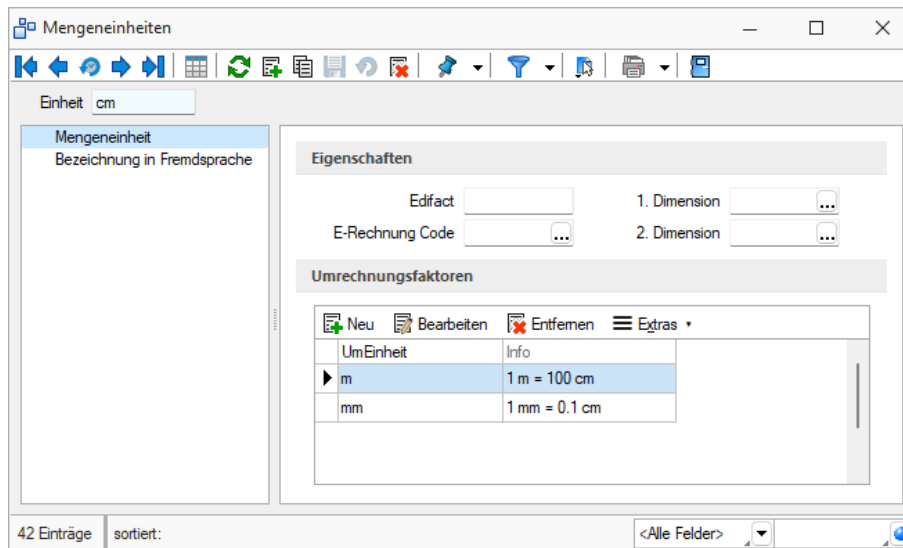 Mengeneinheiten
Einheit cm
Mengeneinheit
Bezeichnung in Fremdsprache
Eigenschaften
Edifact 1. Dimension ...
E-Rechnung Code ... 2. Dimension ...
Umrechnungsfaktoren
Neu Bearbeiten Entfernen Extras
UmEinheit Info
m 1 m = 100 cm
mm 1 mm = 0.1 cm
42 Einträge sortiert: <Alle Felder>